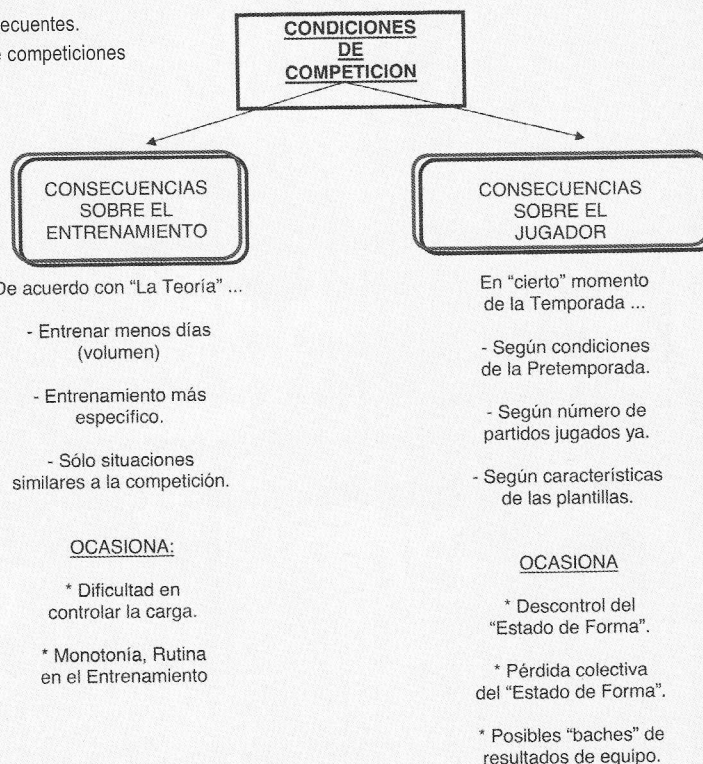 ecuentes.
e competiciones
CONDICIONES
DE
COMPETICION
CONSECUENCIAS
SOBRE EL
ENTRENAMIENTO
De acuerdo con “La Teoría” ...
- Entrenar menos días
(volumen)
- Entrenamiento más
específico.
- Sólo situaciones
similares a la competición.
OCASIONA:
* Dificultad en
controlar la carga.
* Monotonía, Rutina
en el Entrenamiento
CONSECUENCIAS
SOBRE EL
JUGADOR
En “cierto” momento
de la Temporada ...
- Según condiciones
de la Pretemporada.
- Según número de
partidos jugados ya.
- Según características
de las plantillas.
OCASIONA
* Descontrol del
“Estado de Forma”.
* Pérdida colectiva
del “Estado de Forma”.
* Posibles “baches” de
resultados de equipo.